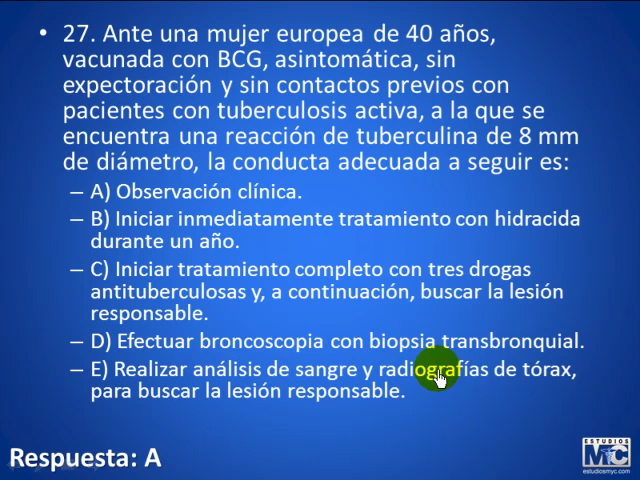 • 27. Ante una mujer europea de 40 años,
vacunada con BCG, asintomática, sin
expectoración y sin contactos previos con
pacientes con tuberculosis activa, a la que se
encuentra una reacción de tuberculina de 8 mm
de diámetro, la conducta adecuada a seguir es:
– A) Observación clínica.
– B) Iniciar inmediatamente tratamiento con hidracida
durante un año.
– C) Iniciar tratamiento completo con tres drogas
antituberculosas y, a continuación, buscar la lesión
responsable.
– D) Efectuar broncoscopia con biopsia transbronquial.
– E) Realizar análisis de sangre y radiografías de tórax,
para buscar la lesión responsable.
Respuesta: A
ESTUDIOS
MyC
estudiosmyc.com